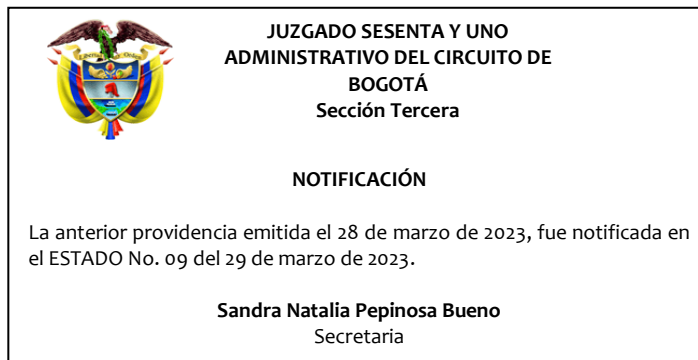 JUZGADO SESENTA Y UNO
ADMINISTRATIVO DEL CIRCUITO DE
BOGOTÁ
Sección Tercera
NOTIFICACIÓN
La anterior providencia emitida el 28 de marzo de 2023, fue notificada en
el ESTADO No. 09 del 29 de marzo de 2023.
Sandra Natalia Pepinosa Bueno
Secretaria